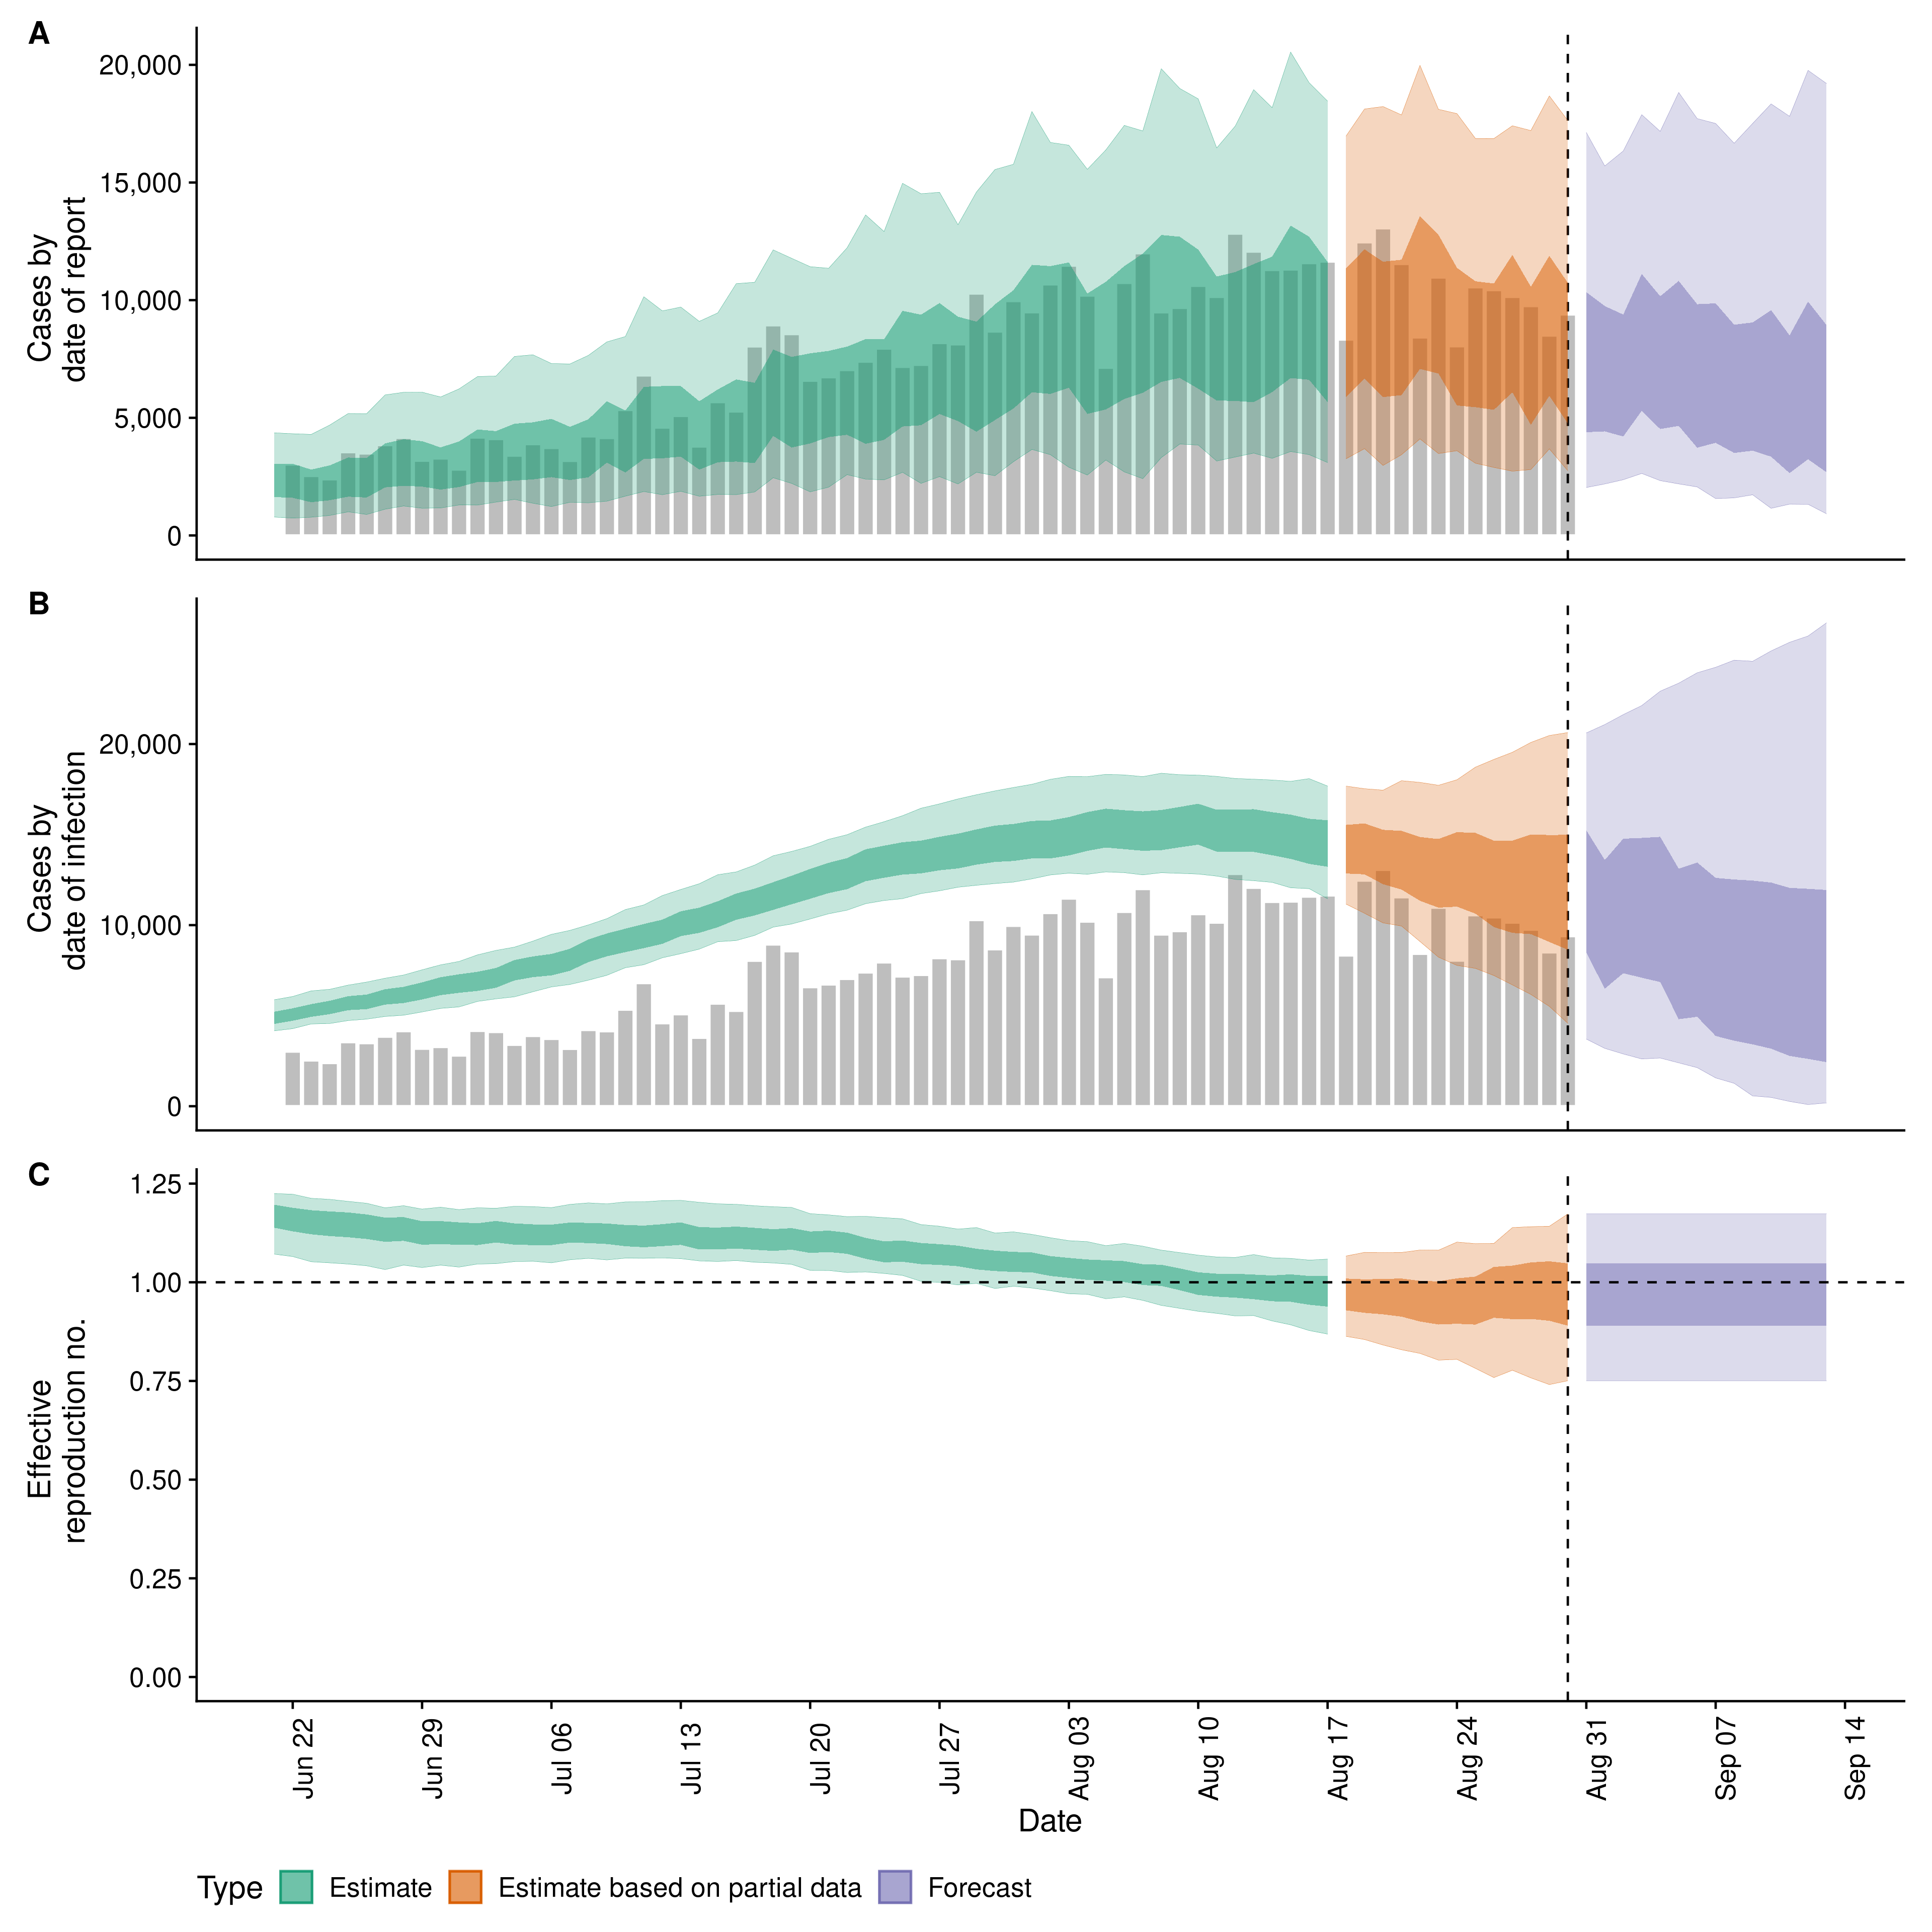 A
20,000
15,000
10,000
5,000
0
Cases by
date of report
B
20,000
10,000
0
Cases by
date of infection
C
1.25
1.00
0.75
0.50
0.25
0.00
Effective
reproduction no.
Jun 22
Jun 29
Jul 06
Jul 13
Jul 20
Jul 27
Aug 03
Aug 10
Aug 17
Aug 24
Aug 31
Sep 07
Sep 14
Date
Type Estimate Estimate based on partial data Forecast